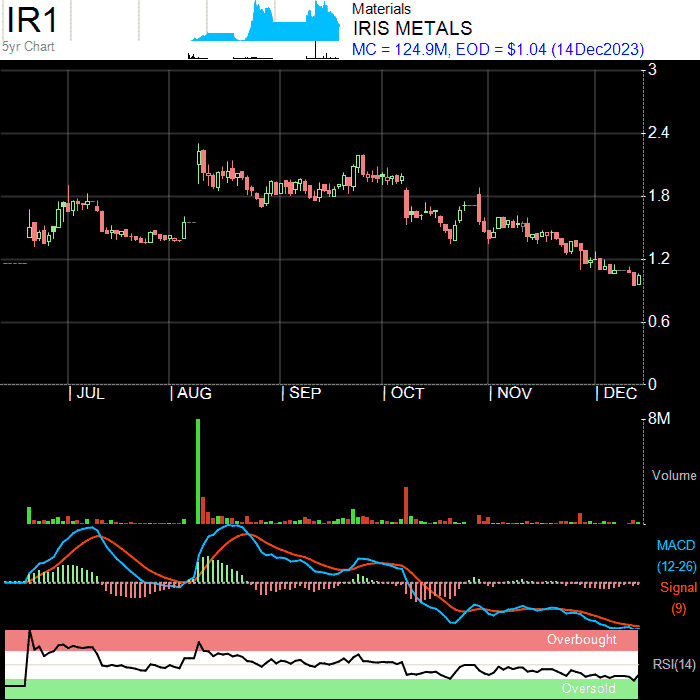 IR1
5yr Chart
Materials
IRIS METALS
MC = 124.9M, EOD = $1.04 (14Dec2023)
3
2.4
1.8
1.2
0.6
0
| JUL | AUG | SEP | OCT | NOV | DEC
8M
Volume
MACD
(12-26)
Signal
(9)
Overbought
RSI(14)
Oversold